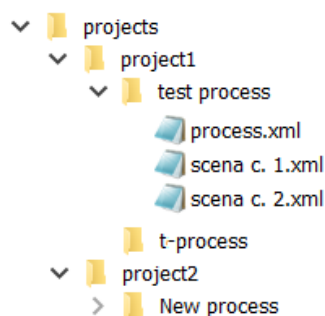 projects
project1
test process
process.xml
scena c. 1.xml
scena c. 2.xml
t-process
project2
New process